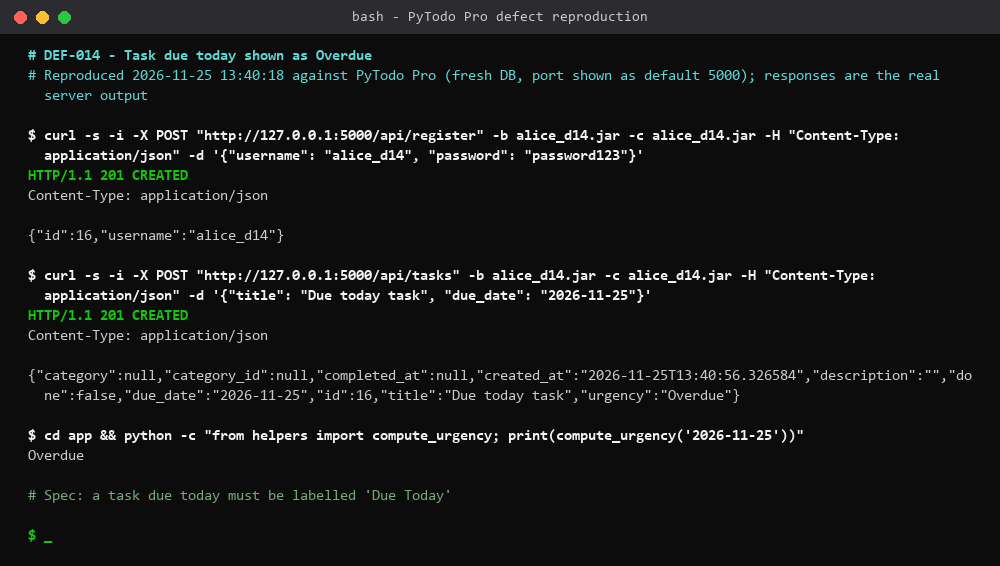 bash - PyTodo Pro defect reproduction
# DEF-014 - Task due today shown as Overdue
# Reproduced 2026-11-25 13:40:18 against PyTodo Pro (fresh DB, port shown as default 5000); responses are the real
server output
$ curl -s -i -X POST "http://127.0.0.1:5000/api/register" -b alice_d14.jar -c alice_d14.jar -H "Content-Type:
application/json" -d '{"username": "alice_d14", "password": "password123"}'
HTTP/1.1 201 CREATED
Content-Type: application/json
{"id":16,"username":"alice_d14"}
$ curl -s -i -X POST "http://127.0.0.1:5000/api/tasks" -b alice_d14.jar -c alice_d14.jar -H "Content-Type:
application/json" -d '{"title": "Due today task", "due_date": "2026-11-25"}'
HTTP/1.1 201 CREATED
Content-Type: application/json
{"category":null,"category_id":null,"completed_at":null,"created_at":"2026-11-25T13:40:56.326584","description":"","do
ne":false,"due_date":"2026-11-25","id":16,"title":"Due today task","urgency":"Overdue"}
$ cd app && python -c "from helpers import compute_urgency; print(compute_urgency('2026-11-25'))"
Overdue
# Spec: a task due today must be labelled 'Due Today'
$ _